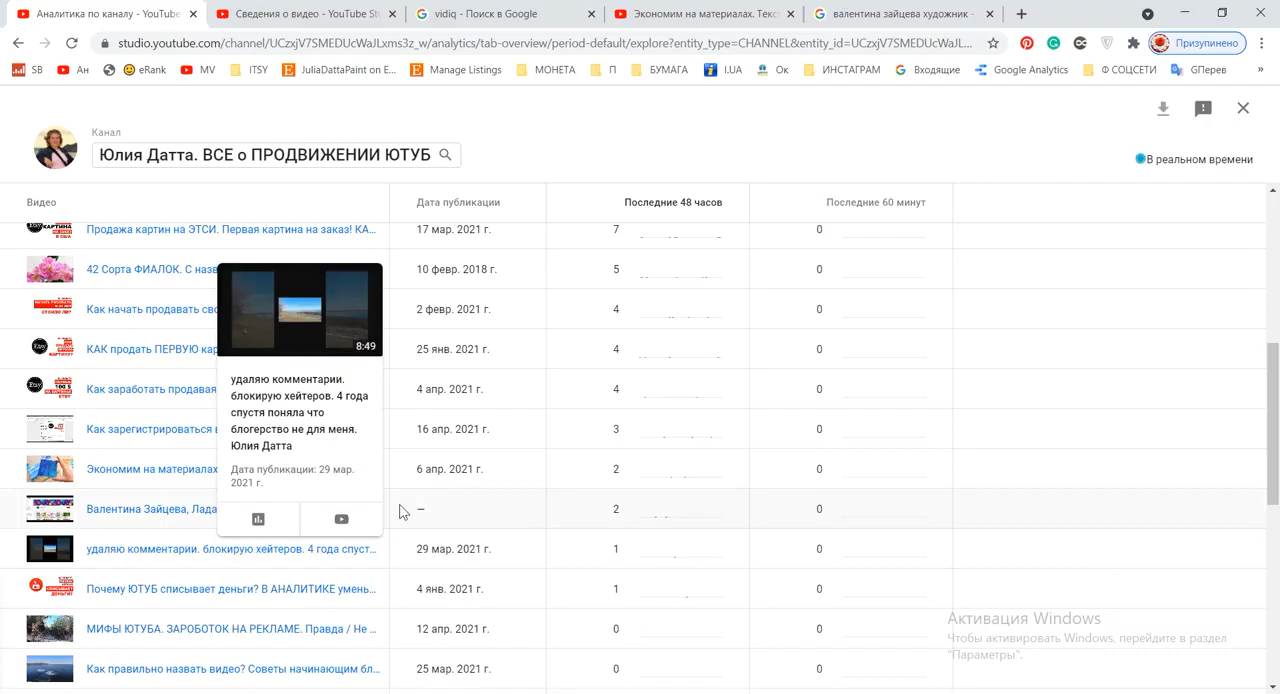 Аналитика по каналу - YouTube
Сведения о видео - YouTube St
vidiq - Поиск в Google
Экономим на материалах. Текс
валентина зайцева художник -
studio.youtube.com/channel/UCzxjV7SMEDUcWaJLxms3z_w/analytics/tab-overview/period-default/explore?entity_type=CHANNEL&entity_id=UCzxjV7SMEDUcWaJL...
Призупинено
SB
Ан
eRank
MV
ITSY
JuliaDattaPaint on E...
Manage Listings
МОНЕТА
П
БУМАГА
I.UA
Ок
ИНСТАГРАМ
Входящие
Google Analytics
Ф СОЦСЕТИ
GПерев
»
Канал
Юлия Датта. ВСЕ о ПРОДВИЖЕНИИ ЮТУБ
В реальном времени
Видео
Дата публикации
Последние 48 часов
Последние 60 минут
Продажа картин на ЭТСИ. Первая картина на заказ! КА...
17 мар. 2021 г.
7
0
42 Сорта ФИАЛОК. С назв
10 февр. 2018 г.
5
0
Как начать продавать сво
2 февр. 2021 г.
4
0
КАК продать ПЕРВУЮ кар
25 янв. 2021 г.
4
0
Как заработать продавая
4 апр. 2021 г.
4
0
Как зарегистрироваться в
16 апр. 2021 г.
3
0
Экономим на материалах
6 апр. 2021 г.
2
0
Валентина Зайцева, Лада
–
2
0
8:49
удаляю комментарии.
блокирую хейтеров. 4 года
спустя поняла что
блогерство не для меня.
Юлия Датта
Дата публикации: 29 мар.
2021 г.
удаляю комментарии. блокирую хейтеров. 4 года спуст...
29 мар. 2021 г.
1
0
Почему ЮТУБ списывает деньги? В АНАЛИТИКЕ умень...
4 янв. 2021 г.
1
0
МИФЫ ЮТУБА. ЗАРОБОТОК НА РЕКЛАМЕ. Правда / Не ...
12 апр. 2021 г.
0
0
Как правильно назвать видео? Советы начинающим бл...
25 мар. 2021 г.
0
0
Активация Windows
Чтобы активировать Windows, перейдите в раздел
"Параметры".